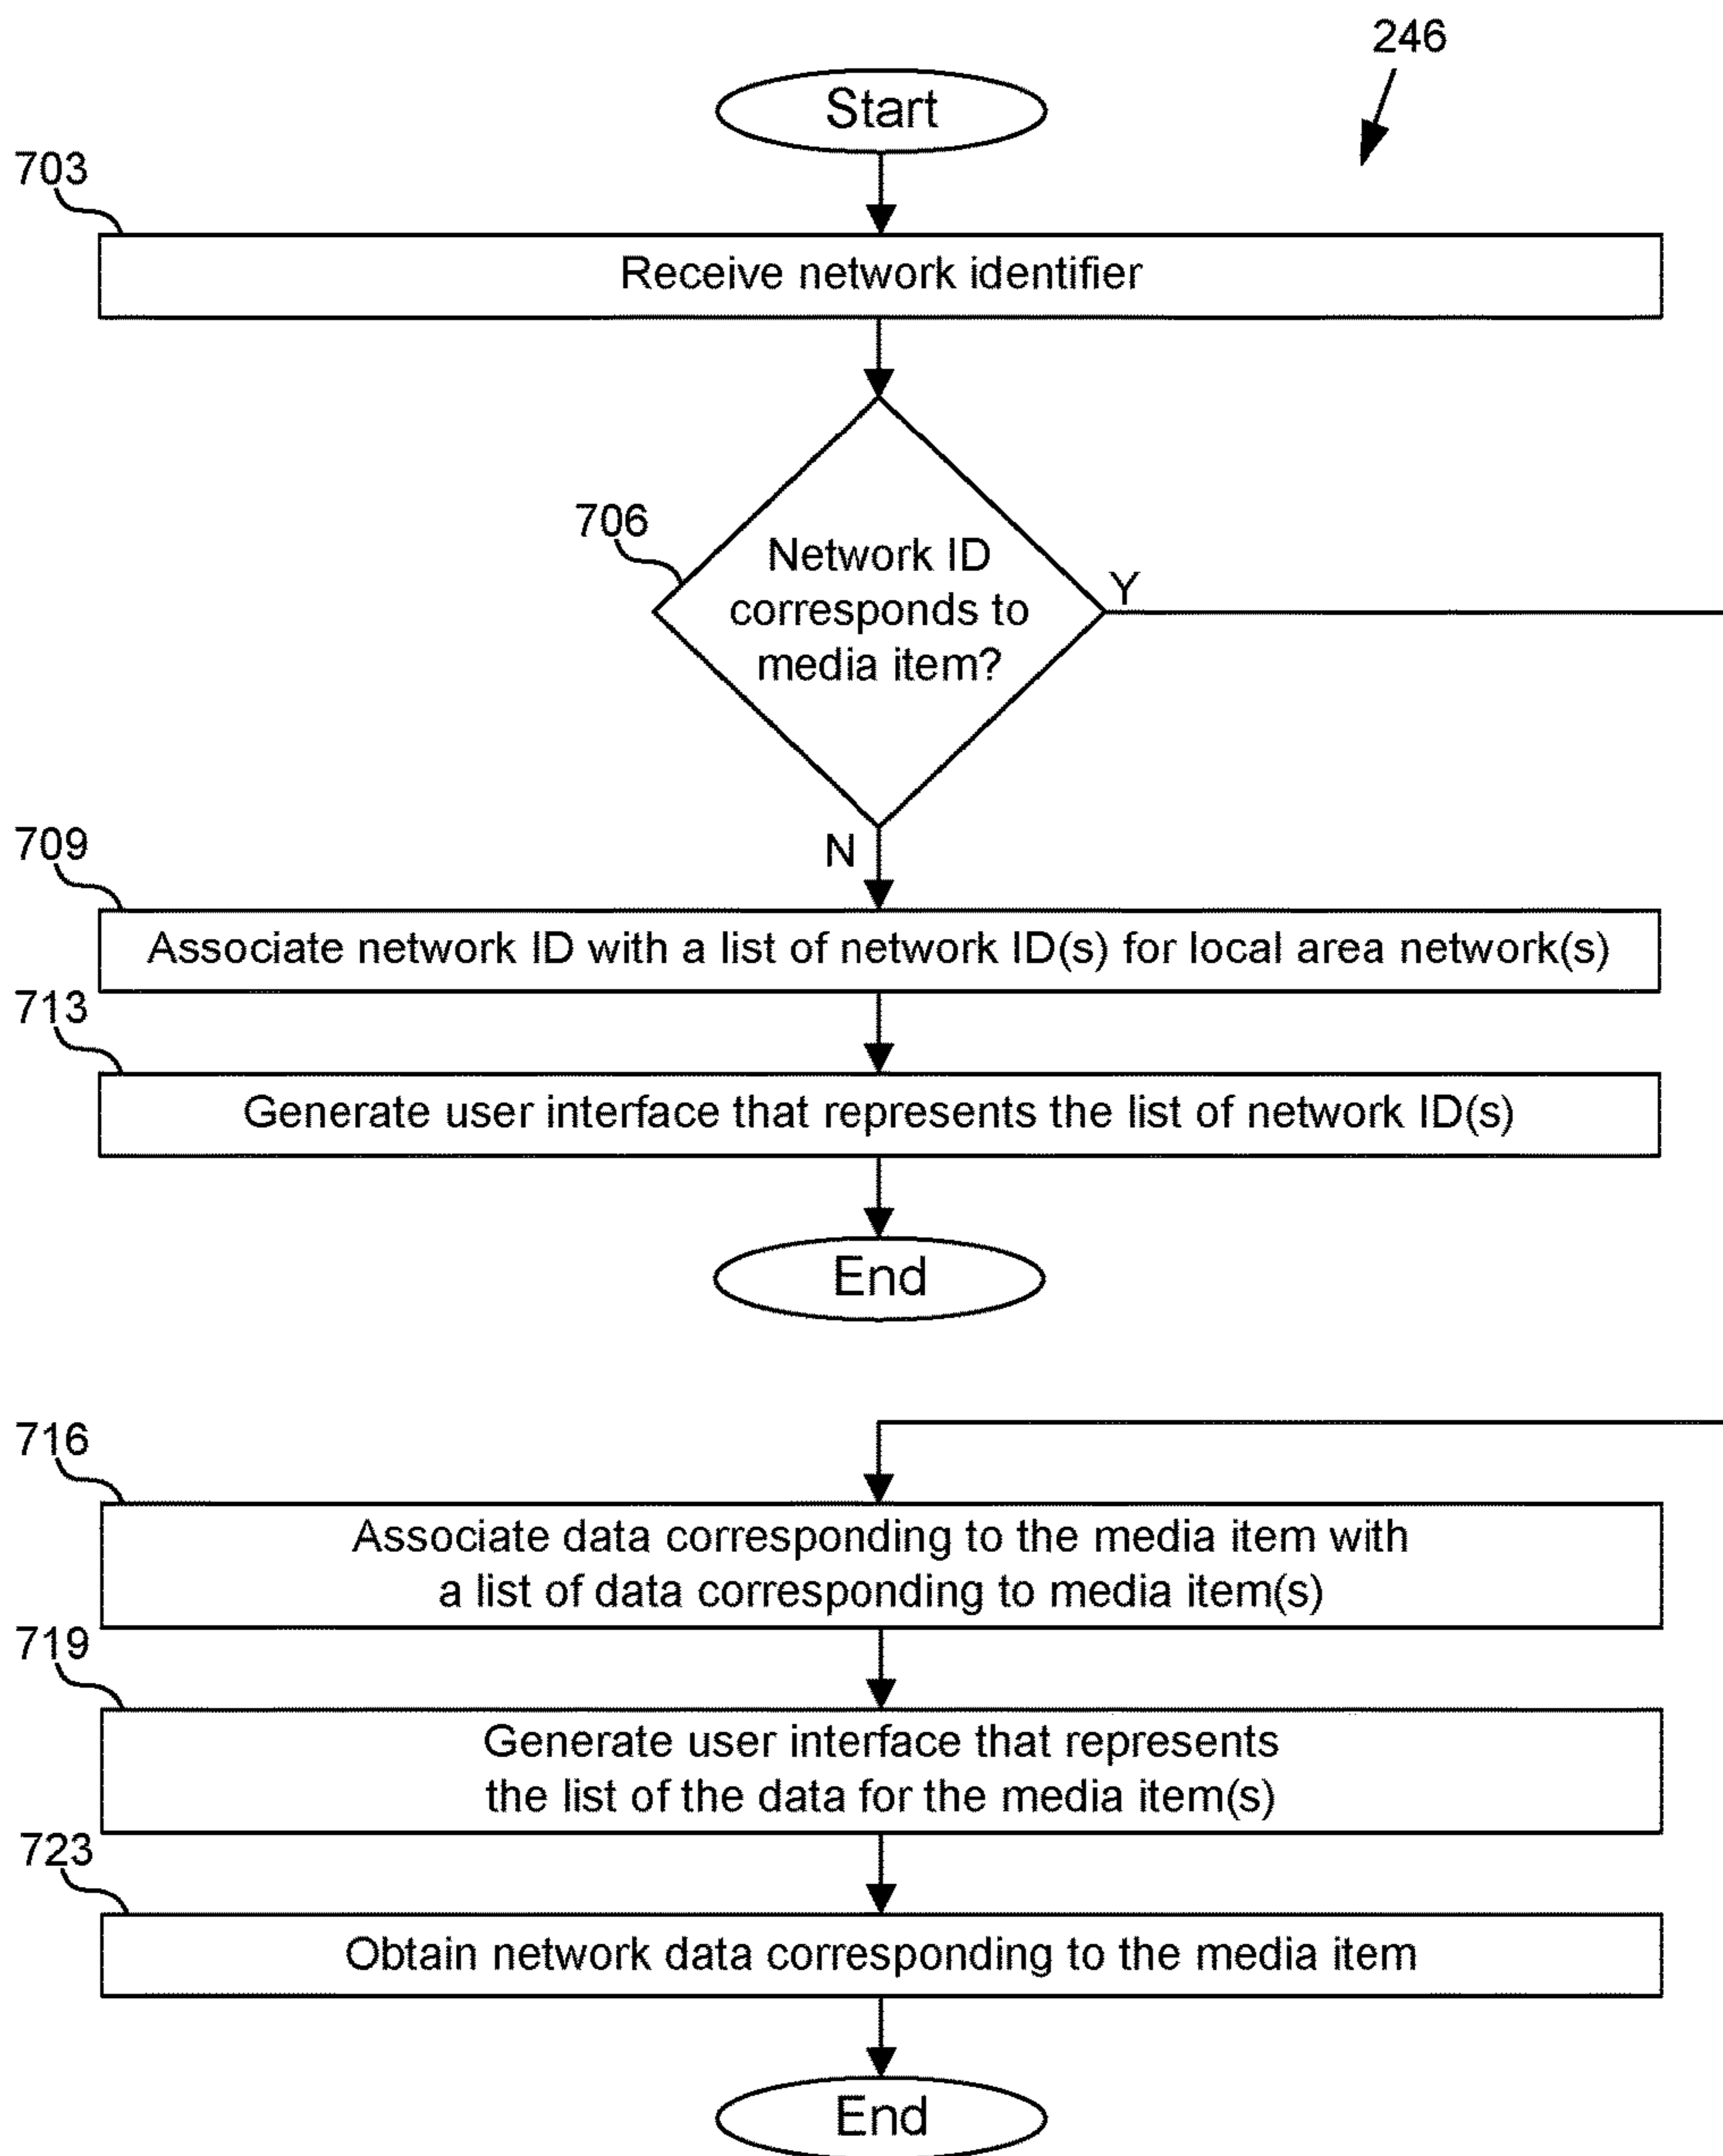 246
Start
703
Receive network identifier
706
Network ID
corresponds to
media item?
Y
N
709
Associate network ID with a list of network ID(s) for local area network(s)
713
Generate user interface that represents the list of network ID(s)
End
716
Associate data corresponding to the media item with
a list of data corresponding to media item(s)
719
Generate user interface that represents
the list of the data for the media item(s)
723
Obtain network data corresponding to the media item
End